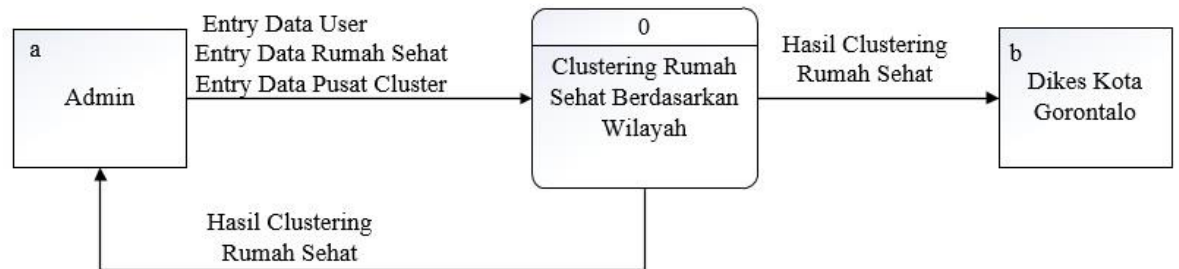 a
Admin
Entry Data User
Entry Data Rumah Sehat
Entry Data Pusat Cluster
0
Clustering Rumah
Sehat Berdasarkan
Wilayah
Hasil Clustering
Rumah Sehat
b
Dikes Kota
Gorontalo
Hasil Clustering
Rumah Sehat